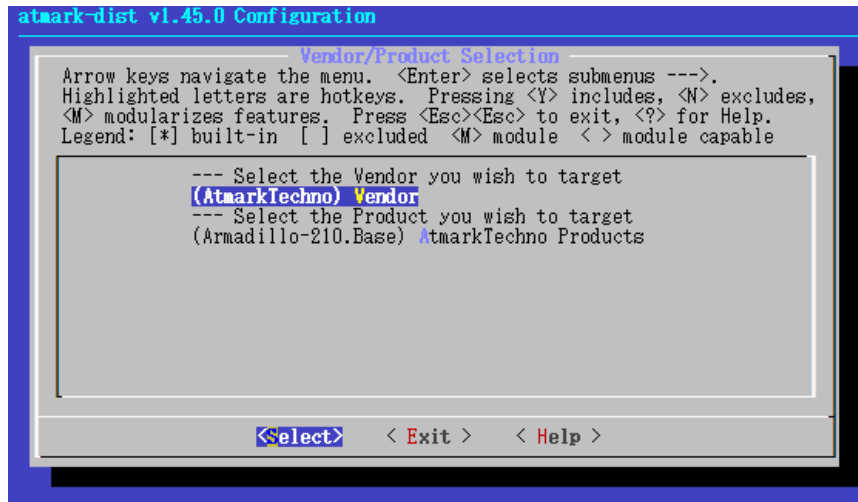 atmark-dist v1.45.0 Configuration
Vendor/Product Selection
Arrow keys navigate the menu.  <Enter> selects submenus --->.
Highlighted letters are hotkeys.  Pressing <Y> includes, <N> excludes,
<M> modularizes features.  Press <Esc><Esc> to exit, <?> for Help.
Legend: [*] built-in  [ ] excluded  <M> module  < > module capable
--- Select the Vendor you wish to target
(AtmarkTechno) Vendor
--- Select the Product you wish to target
(Armadillo-210.Base) AtmarkTechno Products
<Select>    < Exit >    < Help >